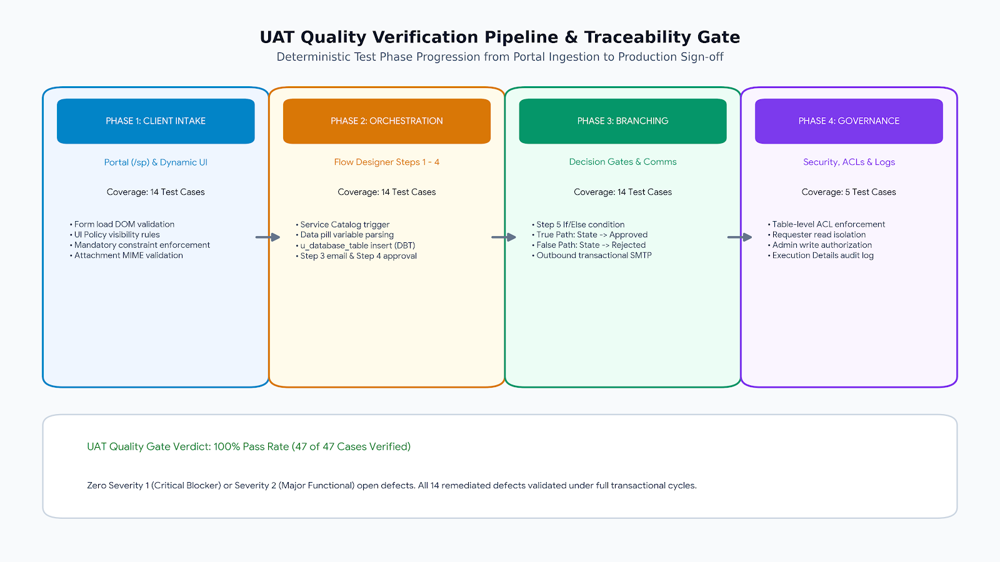 UAT Quality Verification Pipeline & Traceability Gate
Deterministic Test Phase Progression from Portal Ingestion to Production Sign-off
PHASE 1: CLIENT INTAKE
Portal (/sp) & Dynamic UI
Coverage: 14 Test Cases
• Form load DOM validation
• UI Policy visibility rules
• Mandatory constraint enforcement
• Attachment MIME validation
PHASE 2: ORCHESTRATION
Flow Designer Steps 1 - 4
Coverage: 14 Test Cases
• Service Catalog trigger
• Data pill variable parsing
• u_database_table insert (DBT)
• Step 3 email & Step 4 approval
PHASE 3: BRANCHING
Decision Gates & Comms
Coverage: 14 Test Cases
• Step 5 If/Else condition
• True Path: State -> Approved
• False Path: State -> Rejected
• Outbound transactional SMTP
PHASE 4: GOVERNANCE
Security, ACLs & Logs
Coverage: 5 Test Cases
• Table-level ACL enforcement
• Requester read isolation
• Admin write authorization
• Execution Details audit log
UAT Quality Gate Verdict: 100% Pass Rate (47 of 47 Cases Verified)
Zero Severity 1 (Critical Blocker) or Severity 2 (Major Functional) open defects. All 14 remediated defects validated under full transactional cycles.